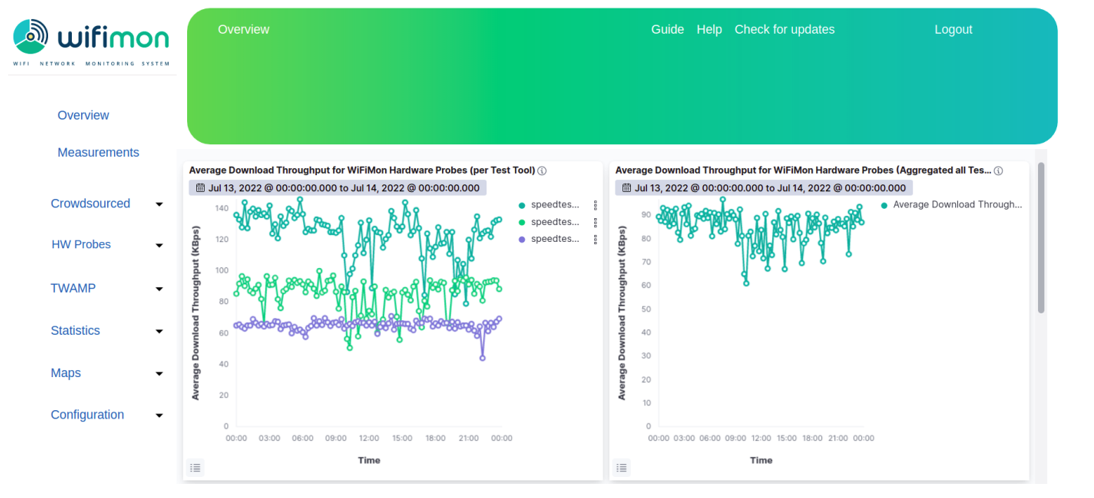 wifimon
WIFI NETWORK MONITORING SYSTEM
Overview
Guide
Help
Check for updates
Logout
Overview
Measurements
Crowdsourced
HW Probes
TWAMP
Statistics
Maps
Configuration
Average Download Throughput for WiFiMon Hardware Probes (per Test Tool)
Jul 13, 2022 @ 00:00:00.000 to Jul 14, 2022 @ 00:00:00.000
Average Download Throughput (KBps)
140
120
100
80
60
40
20
0
00:00 03:00 06:00 09:00 12:00 15:00 18:00 21:00 00:00
Time
speedtes...
speedtes...
speedtes...
Average Download Throughput for WiFiMon Hardware Probes (Aggregated all Tes...
Jul 13, 2022 @ 00:00:00.000 to Jul 14, 2022 @ 00:00:00.000
Average Download Throughput (KBps)
90
80
70
60
50
40
30
20
10
0
00:00 03:00 06:00 09:00 12:00 15:00 18:00 21:00 00:00
Time
Average Download Through...